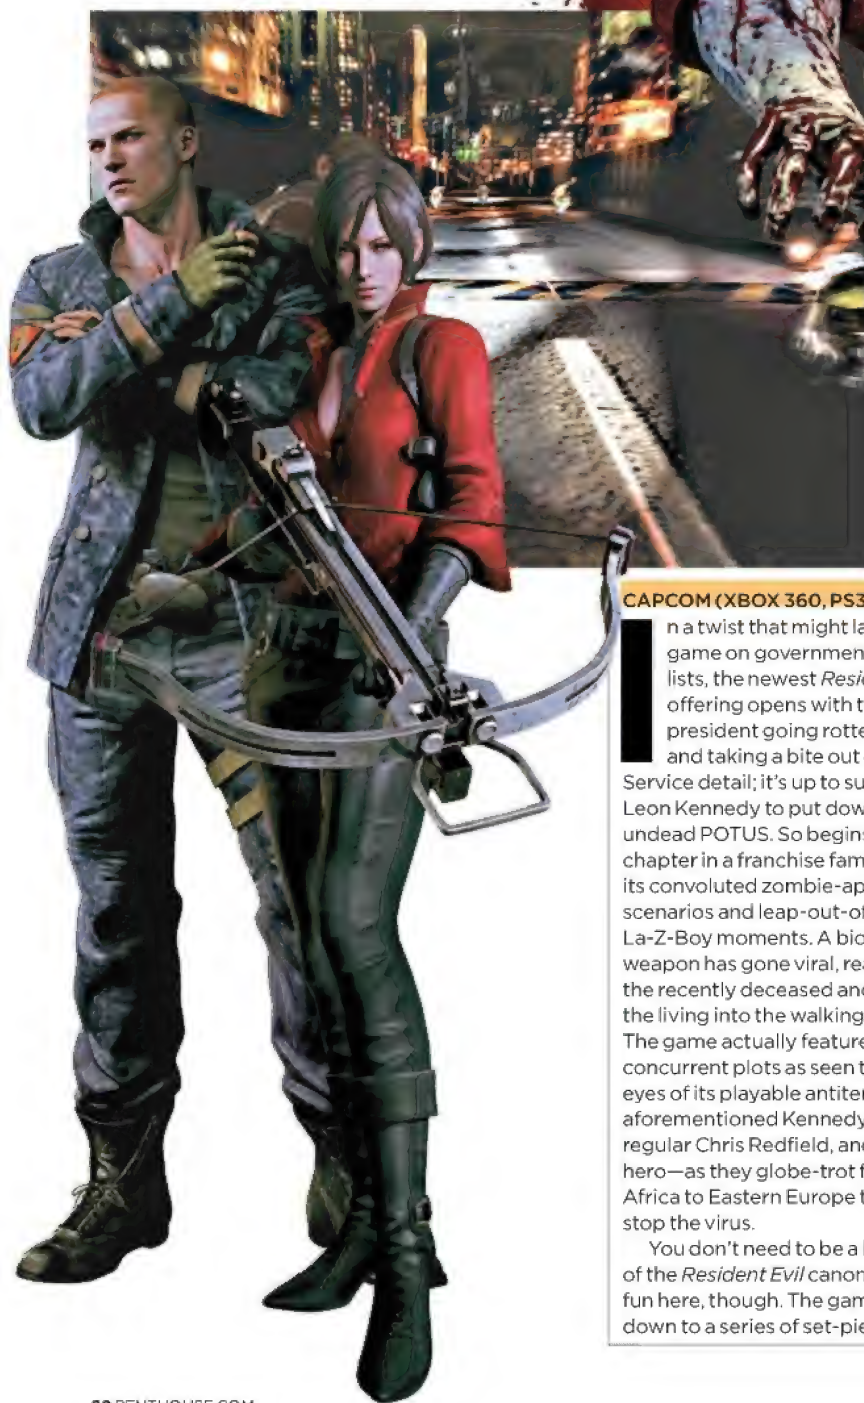 CAPCOM (XBOX 360, PS3
In a twist that might la
game on governmen
lists, the newest Resi
offering opens with t
president going rotte
and taking a bite out
Service detail; it's up to su
Leon Kennedy to put dow
undead POTUS. So begins
chapter in a franchise fam
its convoluted zombie-ap
scenarios and leap-out-of
La-Z-Boy moments. A bio
weapon has gone viral, rea
the recently deceased and
the living into the walking
The game actually feature
concurrent plots as seen t
eyes of its playable antiter
aforementioned Kennedy
regular Chris Redfield, and
hero—as they globe-trot f
Africa to Eastern Europe t
stop the virus.
You don't need to be a
of the Resident Evil canon
fun here, though. The gam
down to a series of set-pie
PENTHOUSE.COM